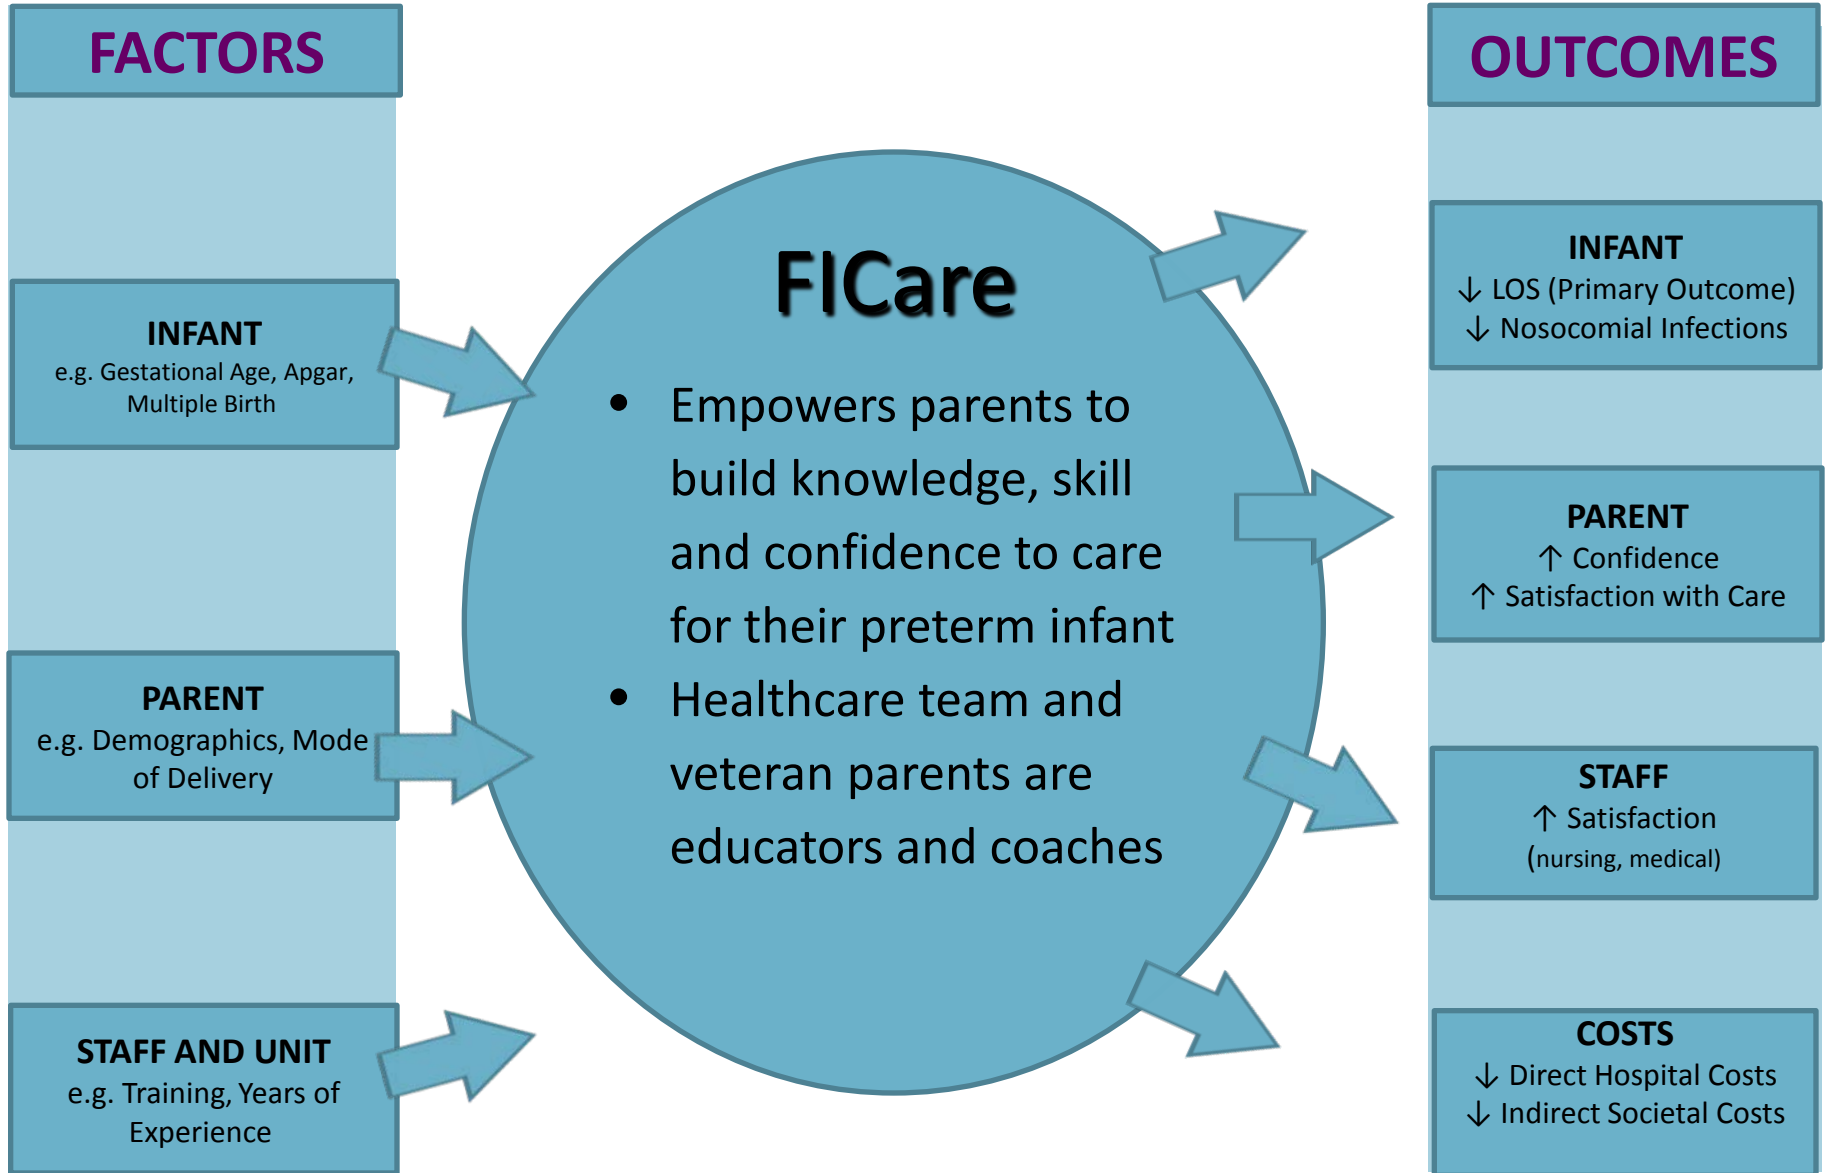 FACTORS
INFANT
e.g. Gestational Age, Apgar,
Multiple Birth
PARENT
e.g. Demographics, Mode
of Delivery
STAFF AND UNIT
e.g. Training, Years of
Experience
FICare
• Empowers parents to
build knowledge, skill
and confidence to care
for their preterm infant
• Healthcare team and
veteran parents are
educators and coaches
OUTCOMES
INFANT
↓ LOS (Primary Outcome)
↓ Nosocomial Infections
PARENT
↑ Confidence
↑ Satisfaction with Care
STAFF
↑ Satisfaction
(nursing, medical)
COSTS
↓ Direct Hospital Costs
↓ Indirect Societal Costs